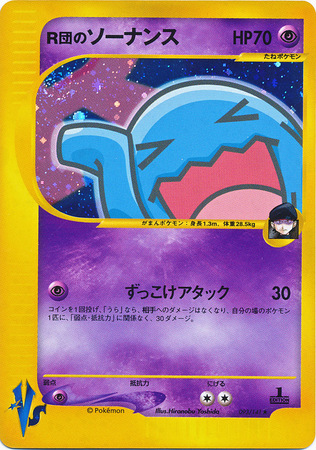 R団のソーナンス HP70
たねポケモン
がまんポケモン:身長1.3m、体重28.5kg
ずっこけアタック 30
コインを1回投げ、「うら」なら、相手へのダメージはなくなり、自分の場のポケモン
1匹に、「弱点・抵抗力」に関係なく、30ダメージ。
弱点 抵抗力 にげる
© Pokémon Illus. Hironobu Yoshida 1 EDITION
/141